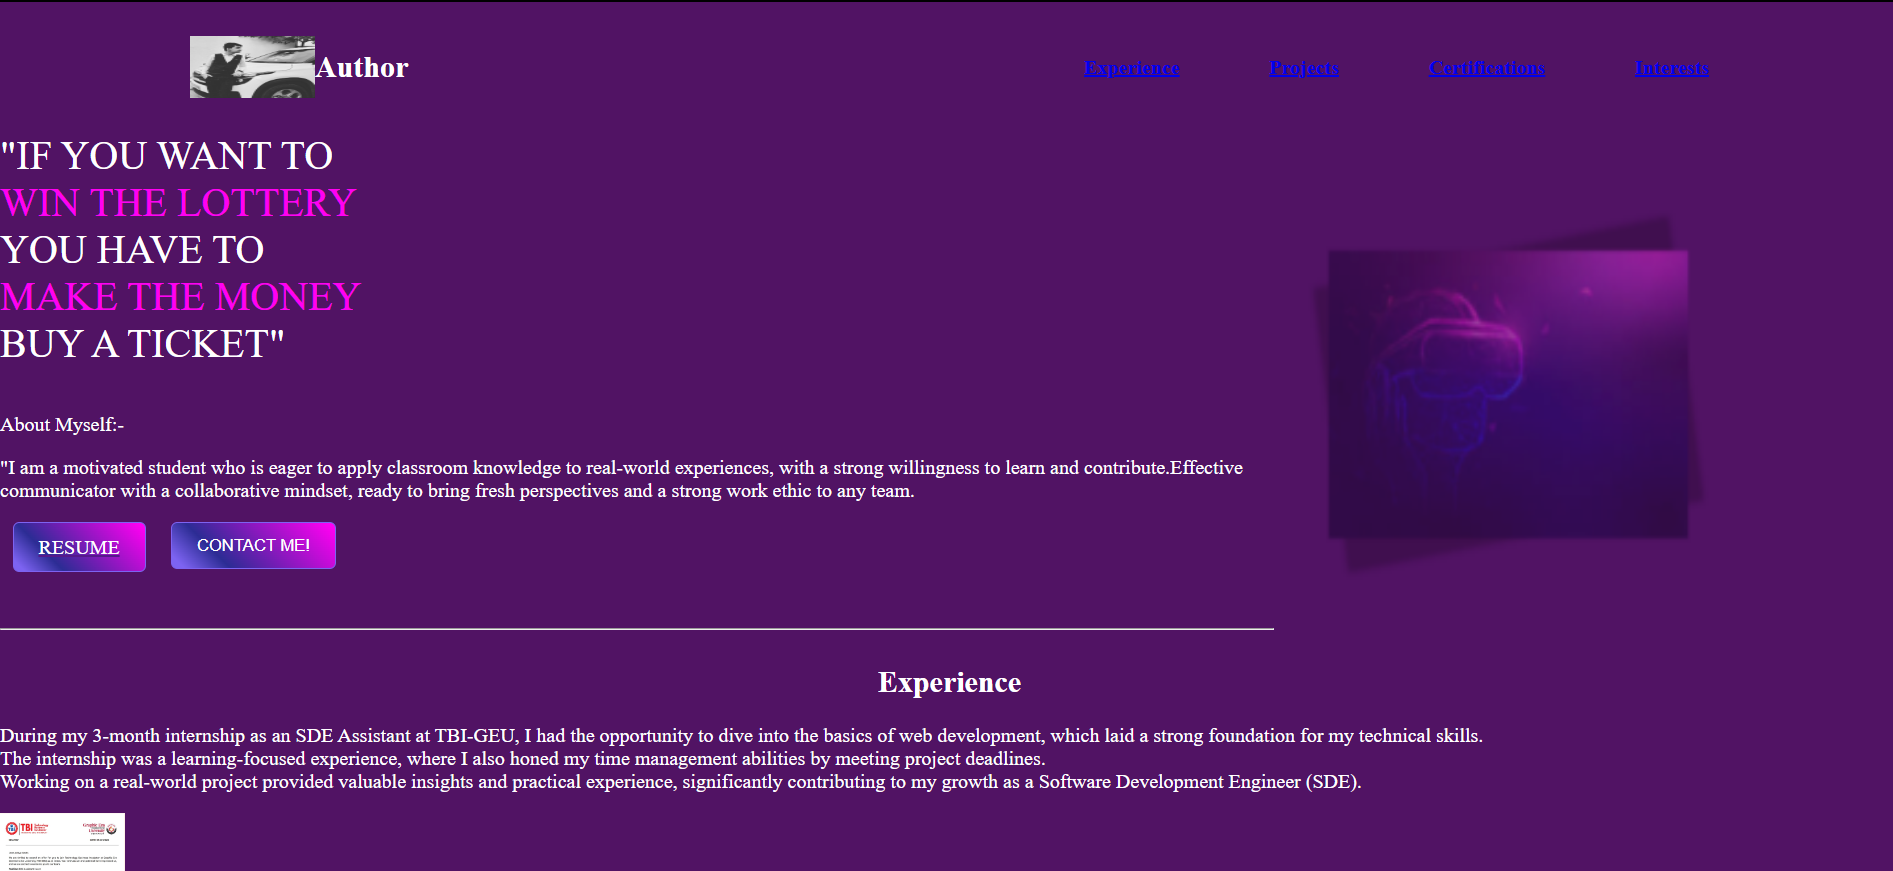 Author
Experience Projects Certifications Interests
"IF YOU WANT TO
WIN THE LOTTERY
YOU HAVE TO
MAKE THE MONEY
BUY A TICKET"
About Myself:-
"I am a motivated student who is eager to apply classroom knowledge to real-world experiences, with a strong willingness to learn and contribute.Effective
communicator with a collaborative mindset, ready to bring fresh perspectives and a strong work ethic to any team.
RESUME
CONTACT ME!
Experience
During my 3-month internship as an SDE Assistant at TBI-GEU, I had the opportunity to dive into the basics of web development, which laid a strong foundation for my technical skills.
The internship was a learning-focused experience, where I also honed my time management abilities by meeting project deadlines.
Working on a real-world project provided valuable insights and practical experience, significantly contributing to my growth as a Software Development Engineer (SDE).
TBI